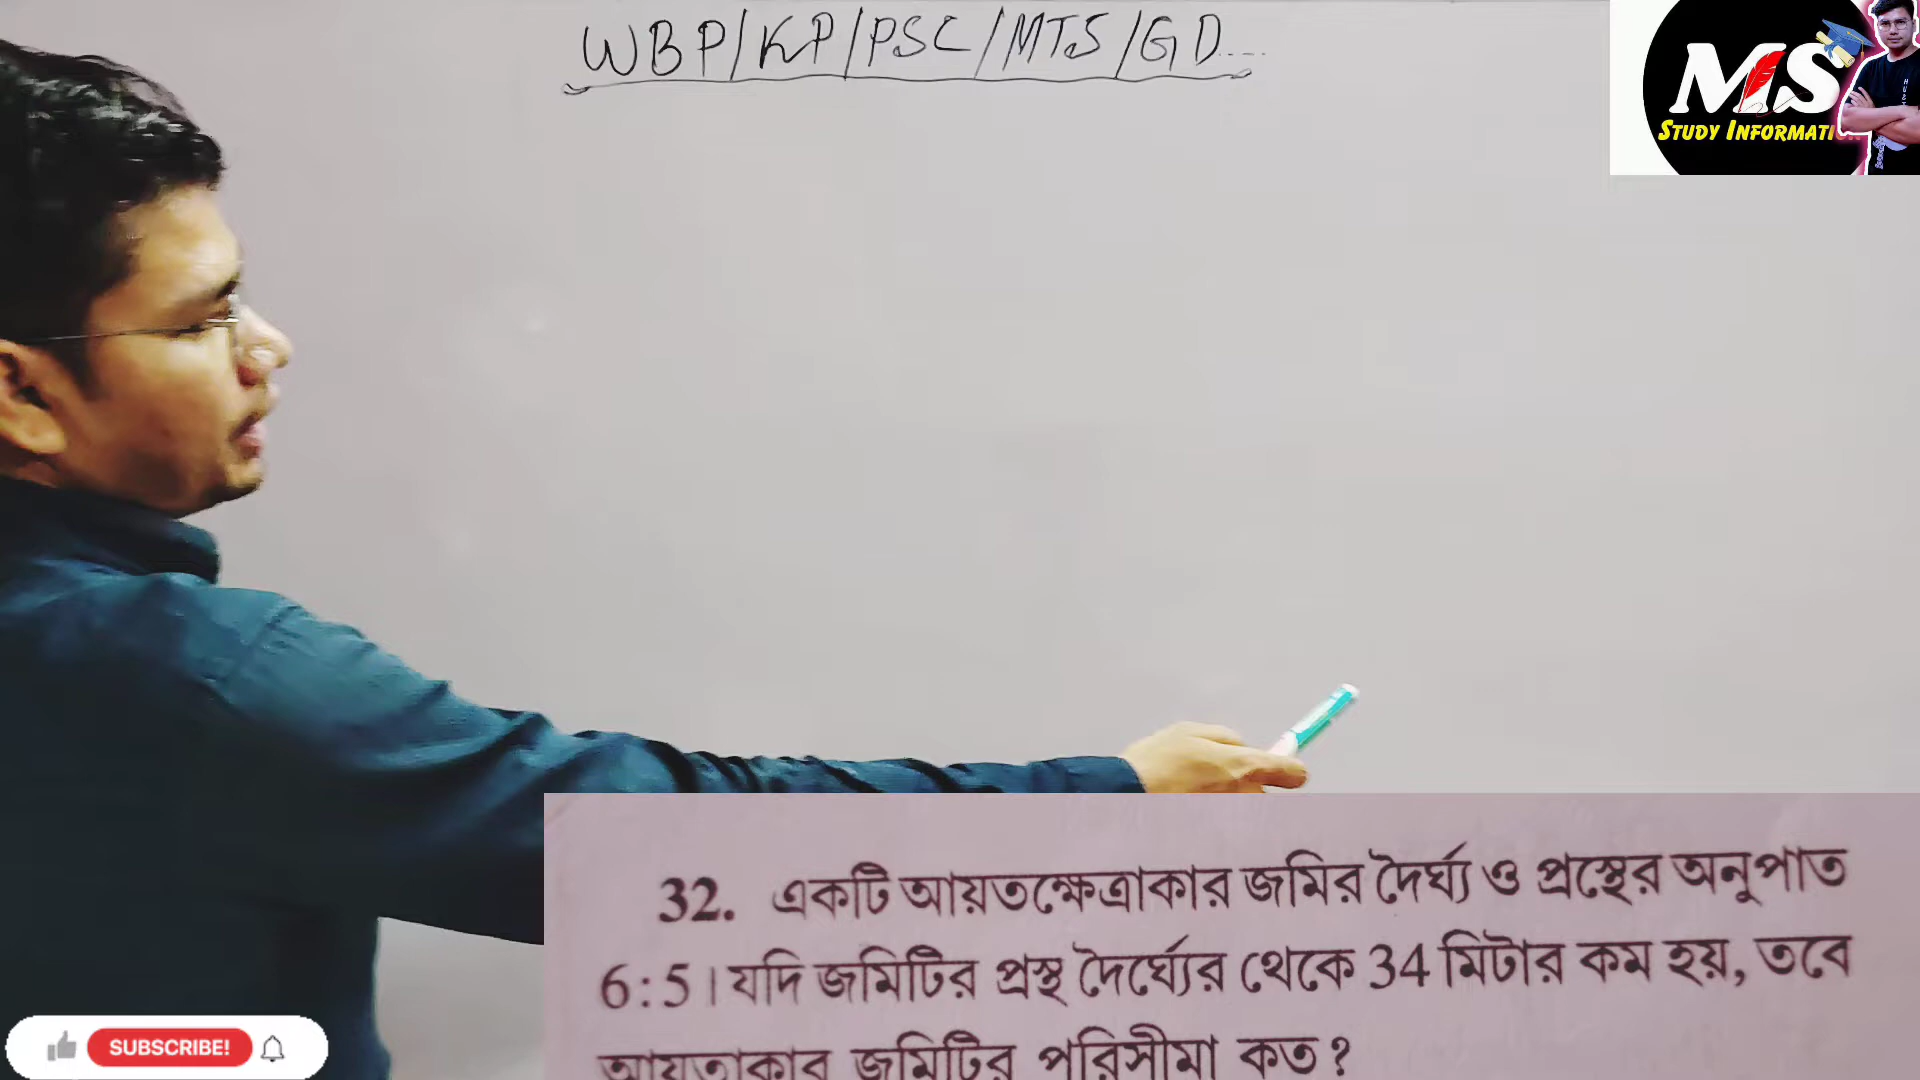 WBP/KP/PSC/MTS/GD....
MS
STUDY INFORMATI
32. একটি আয়তক্ষেত্রাকার জমির দৈর্ঘ্য ও প্রস্থের অনুপাত
6:5। যদি জমিটির প্রস্থ দৈর্ঘ্যের থেকে 34 মিটার কম হয়, তবে
আয়তাকার জমিটির পরিসীমা কত?
SUBSCRIBE!